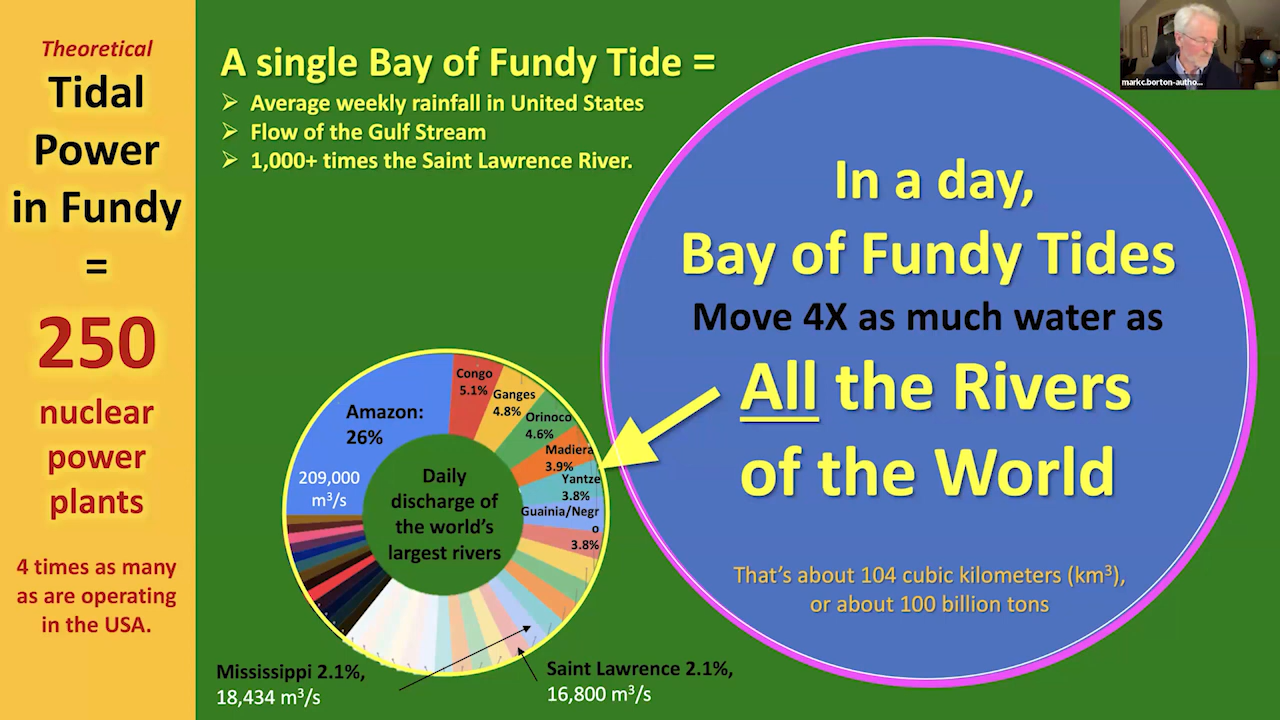 Theoretical
Tidal
Power
in Fundy
=
250
nuclear
power
plants
4 times as many
as are operating
in the USA.
A single Bay of Fundy Tide =
➢ Average weekly rainfall in United States
➢ Flow of the Gulf Stream
➢ 1,000+ times the Saint Lawrence River.
In a day,
Bay of Fundy Tides
Move 4X as much water as
All the Rivers
of the World
That's about 104 cubic kilometers (km³),
or about 100 billion tons
Amazon:
26%
209,000
m³/s
Congo
5.1%
Ganges
4.8%
Orinoco
4.6%
Madiera
3.9%
Yantze
3.8%
Guainia/Negr
o
3.8%
Daily
discharge of
the world's
largest rivers
Mississippi 2.1%,
18,434 m³/s
Saint Lawrence 2.1%,
16,800 m³/s
markc.borton-autho...